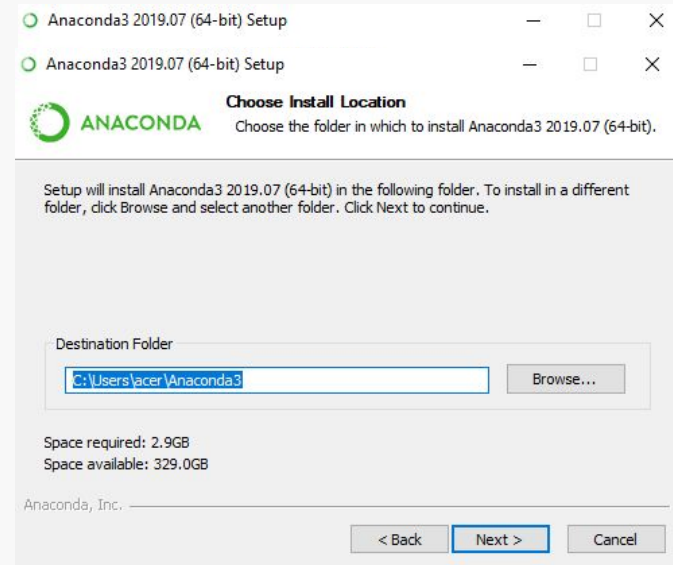 Anaconda3 2019.07 (64-bit) Setup
Anaconda3 2019.07 (64-bit) Setup
ANACONDA
Choose Install Location
Choose the folder in which to install Anaconda3 2019.07 (64-bit).
Setup will install Anaconda3 2019.07 (64-bit) in the following folder. To install in a different
folder, click Browse and select another folder. Click Next to continue.
Destination Folder
C:\Users\acer\Anaconda3
Browse...
Space required: 2.9GB
Space available: 329.0GB
Anaconda, Inc.
< Back
Next >
Cancel